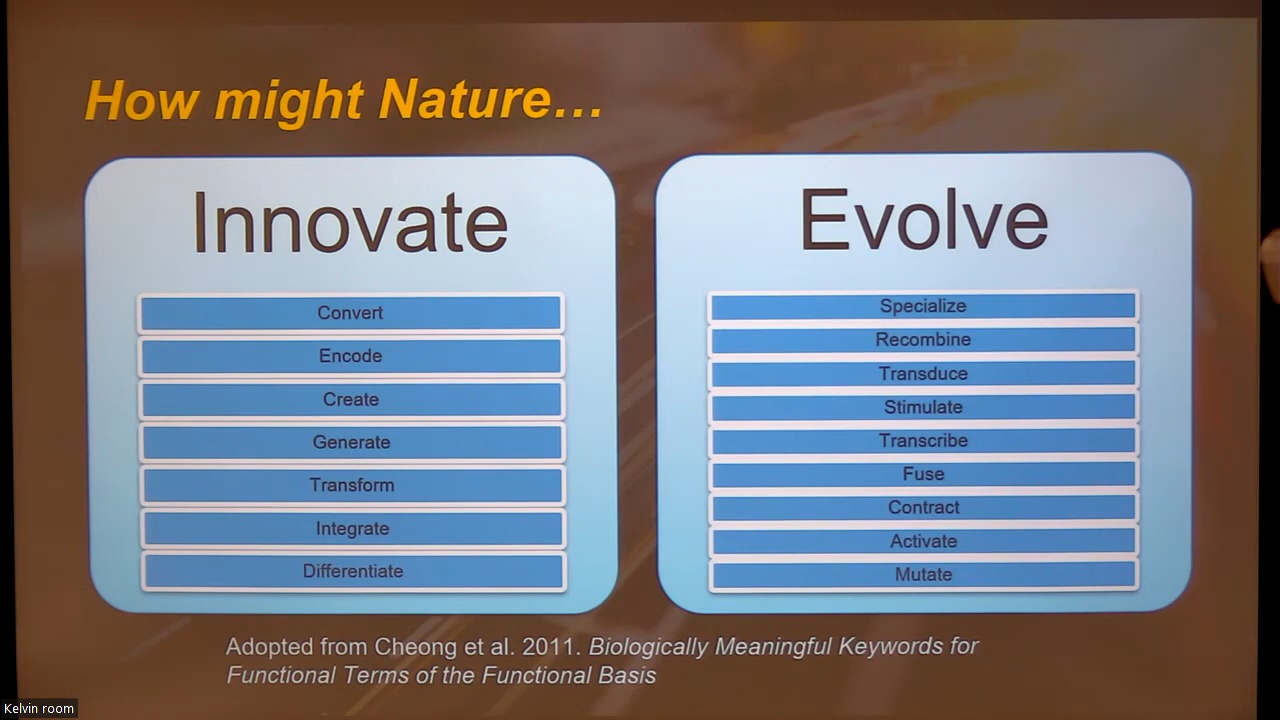 How might Nature…
Innovate
Convert
Encode
Create
Generate
Transform
Integrate
Differentiate
Evolve
Specialize
Recombine
Transduce
Stimulate
Transcribe
Fuse
Contract
Activate
Mutate
Adopted from Cheong et al. 2011. Biologically Meaningful Keywords for
Functional Terms of the Functional Basis
Kelvin room